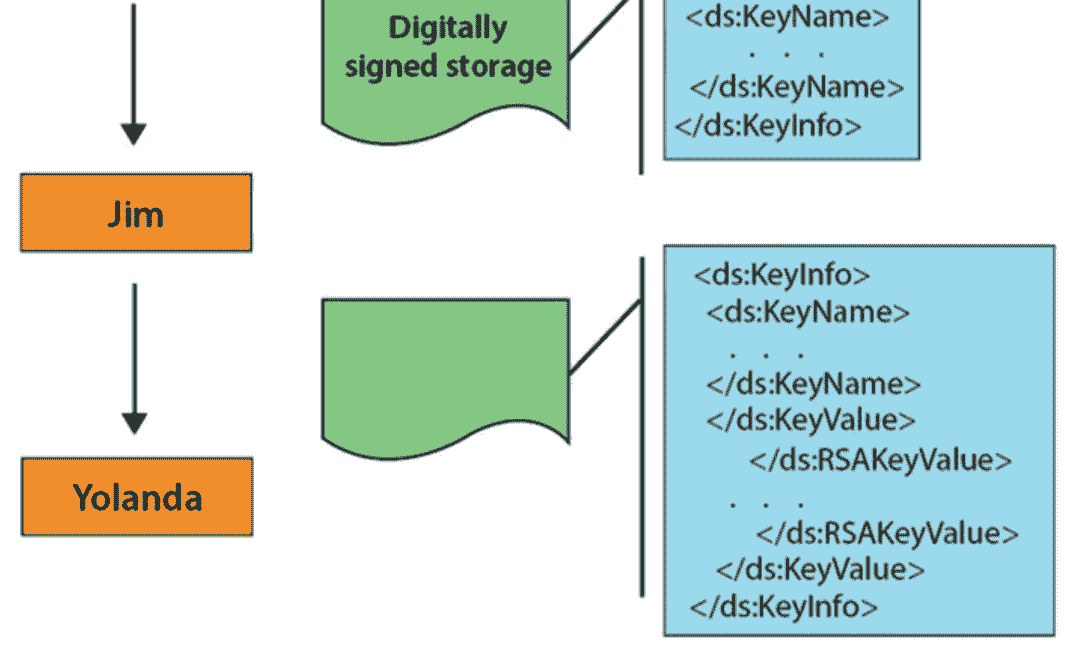 Digitally
signed storage
<ds:KeyName>
. . .
</ds:KeyName>
</ds:KeyInfo>
Jim
<ds:KeyInfo>
<ds:KeyName>
. . .
</ds:KeyName>
</ds:KeyValue>
</ds:RSAKeyValue>
. . .
</ds:RSAKeyValue>
</ds:KeyValue>
</ds:KeyInfo>
Yolanda